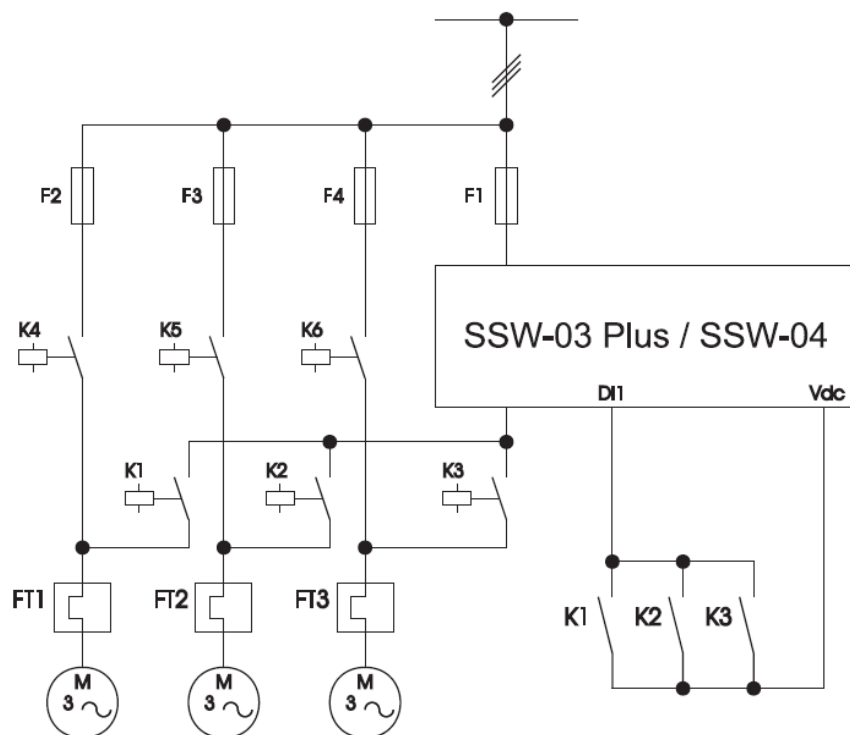 F2 F3 F4 F1
K4 K5 K6
SSW-03 Plus / SSW-04
DI1 Vdc
K1 K2 K3
FT1 FT2 FT3
K1 K2 K3
M M M
3 3 3